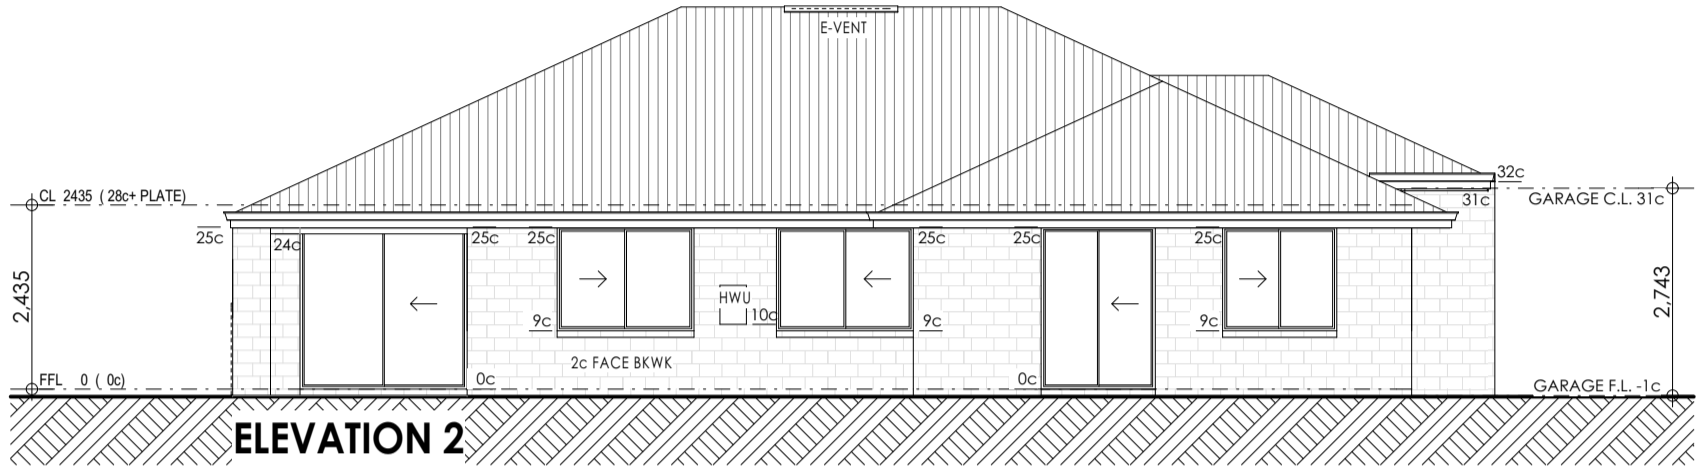 E-VENT
CL 2435 ( 28c+ PLATE)
32c
31c
GARAGE C.L. 31c
25c
24c
25c
25c
25c
25c
25c
2,435
2,743
HWU
10c
9c
9c
9c
2c FACE BKWK
FFL 0 ( 0c)
0c
0c
GARAGE F.L. -1c
ELEVATION 2